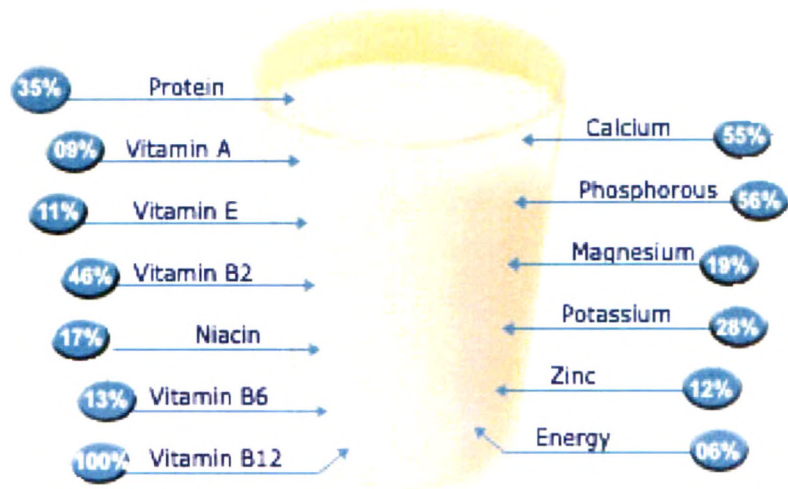 35% Protein
09% Vitamin A
11% Vitamin E
46% Vitamin B2
17% Niacin
13% Vitamin B6
100% Vitamin B12
Calcium 55%
Phosphorous 56%
Magnesium 19%
Potassium 28%
Zinc 12%
Energy 06%